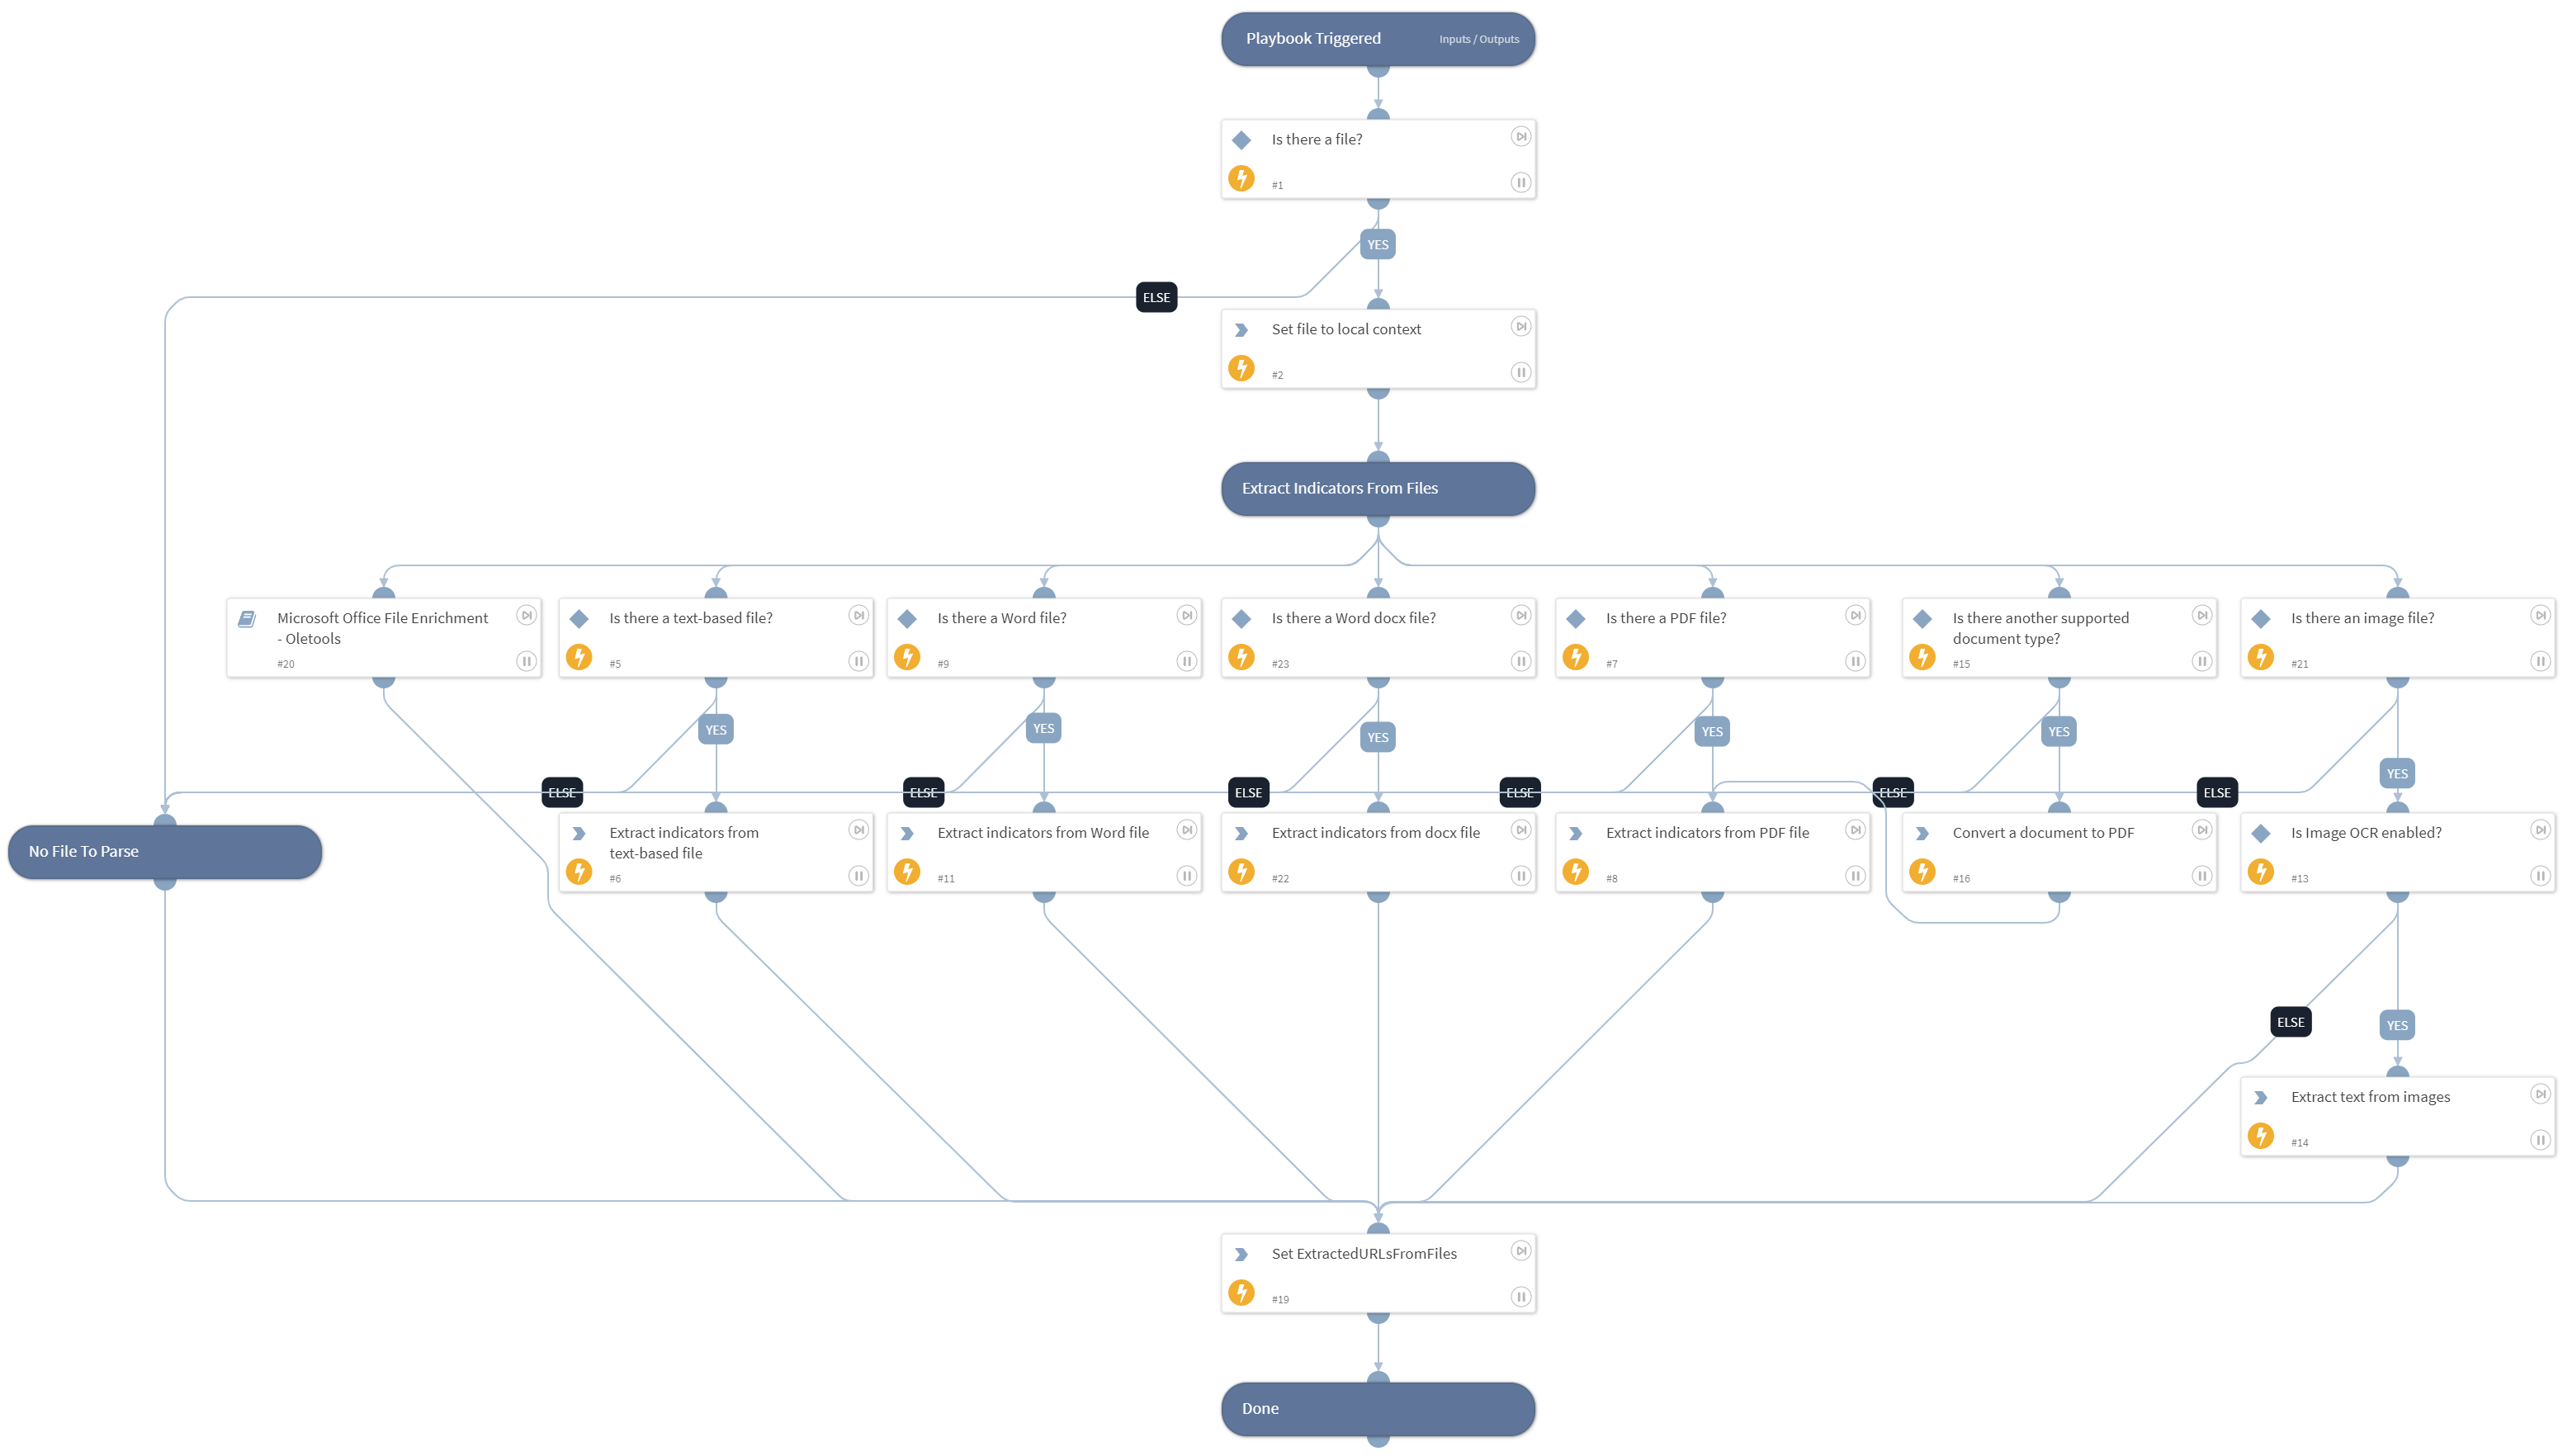 Playbook Triggered
Inputs / Outputs
Is there a file?
#1
YES
ELSE
Set file to local context
#2
Extract Indicators From Files
Microsoft Office File Enrichment
- Oletools
#20
Is there a text-based file?
#5
Is there a Word file?
#9
Is there a Word docx file?
#23
Is there a PDF file?
#7
Is there another supported
document type?
#15
Is there an image file?
#21
YES
YES
YES
YES
YES
YES
ELSE
ELSE
ELSE
ELSE
ELSE
ELSE
No File To Parse
Extract indicators from
text-based file
#6
Extract indicators from Word file
#11
Extract indicators from docx file
#22
Extract indicators from PDF file
#8
Convert a document to PDF
#16
Is Image OCR enabled?
#13
ELSE
YES
Extract text from images
#14
Set ExtractedURLsFromFiles
#19
Done